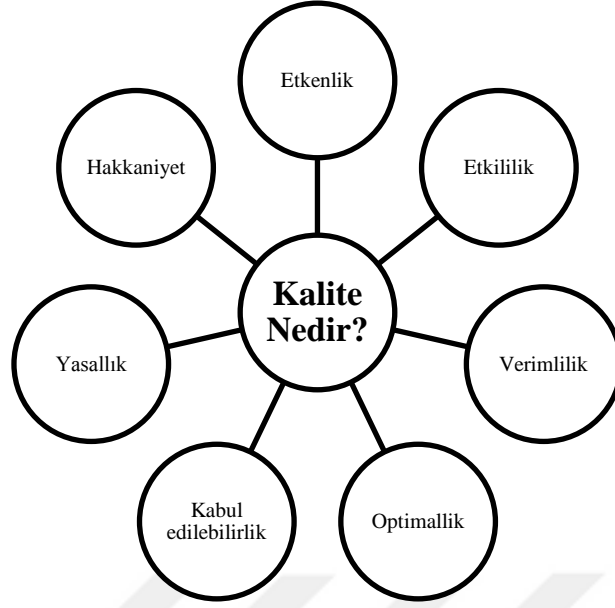 Etkenlik
Hakkaniyet
Etkililik
Kalite
Nedir?
Yasallık
Verimlilik
Kabul
edilebilirlik
Optimallik